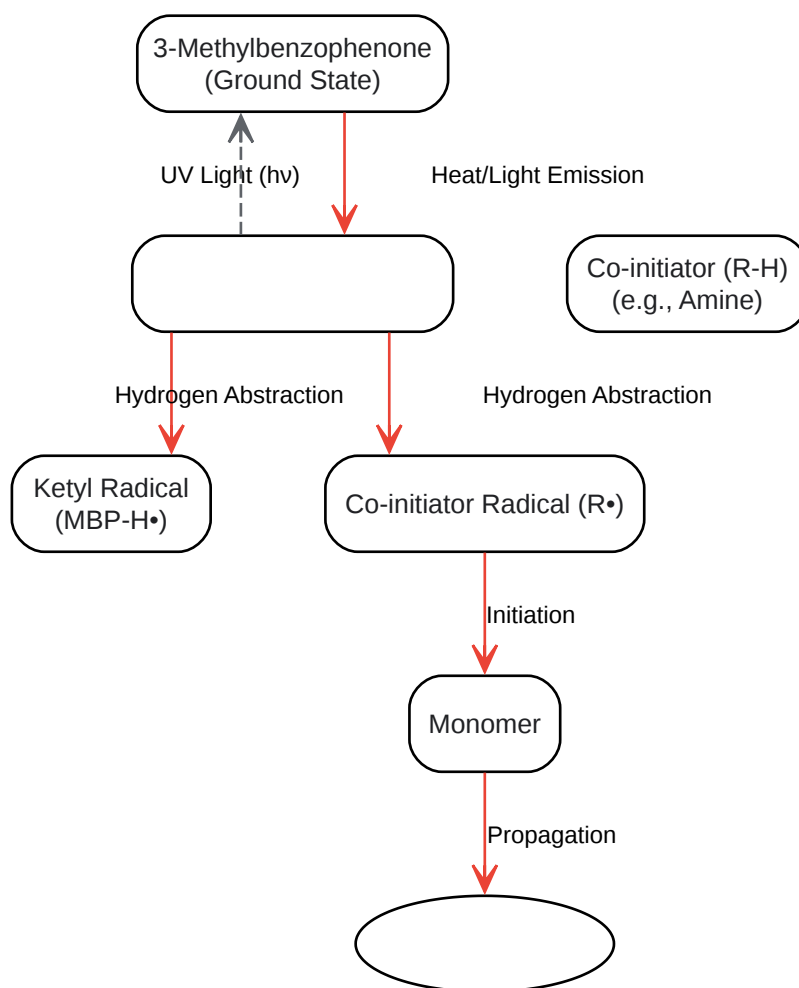 3-Methylbenzophenone
(Ground State)
UV Light (hν)
Heat/Light Emission
Co-initiator (R-H)
(e.g., Amine)
Hydrogen Abstraction
Hydrogen Abstraction
Ketyl Radical
(MBP-H•)
Co-initiator Radical (R•)
Initiation
Monomer
Propagation